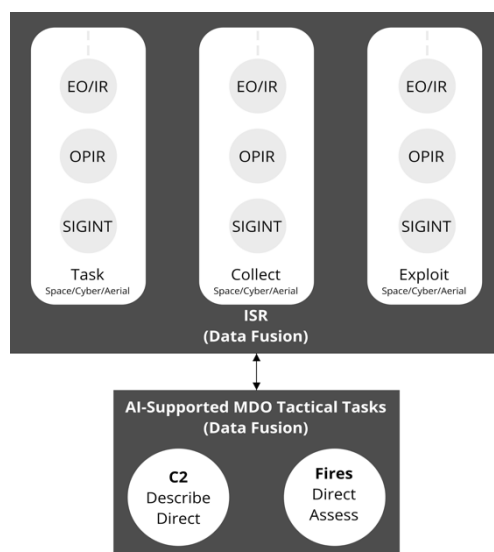 EO/IR
OPIR
SIGINT
Task
Space/Cyber/Aerial
EO/IR
OPIR
SIGINT
Collect
Space/Cyber/Aerial
EO/IR
OPIR
SIGINT
Exploit
Space/Cyber/Aerial
ISR
(Data Fusion)
AI-Supported MDO Tactical Tasks
(Data Fusion)
C2
Describe
Direct
Fires
Direct
Assess